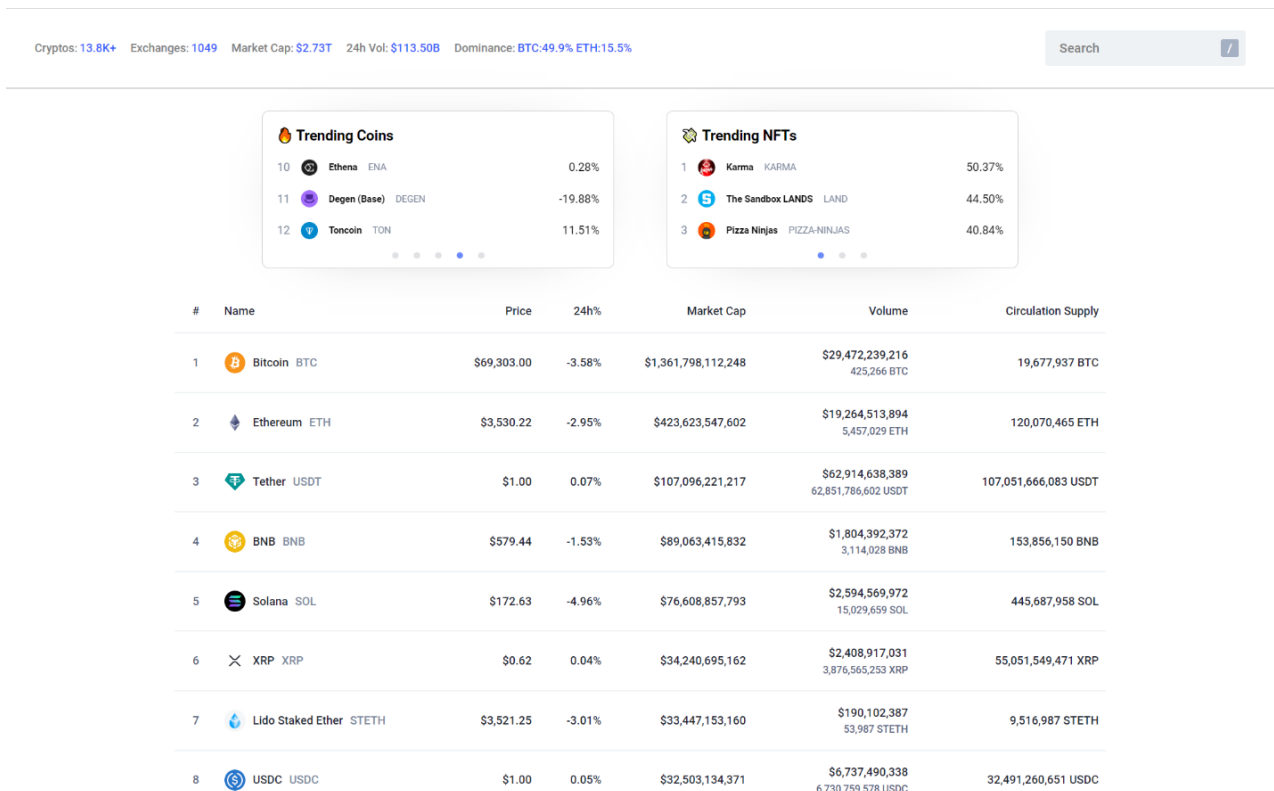 Cryptos: 13.8K+ Exchanges: 1049 Market Cap: $2.73T 24h Vol: $113.50B Dominance: BTC:49.9% ETH:15.5%
Search /
Trending Coins
10 Ethena ENA 0.28%
11 Degen (Base) DEGEN -19.88%
12 Toncoin TON 11.51%
Trending NFTs
1 Karma KARMA 50.37%
2 The Sandbox LANDS LAND 44.50%
3 Pizza Ninjas PIZZA-NINJAS 40.84%
# Name Price 24h% Market Cap Volume Circulation Supply
1 Bitcoin BTC $69,303.00 -3.58% $1,361,798,112,248 $29,472,239,216 19,677,937 BTC
425,266 BTC
2 Ethereum ETH $3,530.22 -2.95% $423,623,547,602 $19,264,513,894 120,070,465 ETH
5,457,029 ETH
3 Tether USDT $1.00 0.07% $107,096,221,217 $62,914,638,389 107,051,666,083 USDT
62,851,786,602 USDT
4 BNB BNB $579.44 -1.53% $89,063,415,832 $1,804,392,372 153,856,150 BNB
3,114,028 BNB
5 Solana SOL $172.63 -4.96% $76,608,857,793 $2,594,569,972 445,687,958 SOL
15,029,659 SOL
6 XRP XRP $0.62 0.04% $34,240,695,162 $2,408,917,031 55,051,549,471 XRP
3,876,565,253 XRP
7 Lido Staked Ether STETH $3,521.25 -3.01% $33,447,153,160 $190,102,387 9,516,987 STETH
53,987 STETH
8 USDC USDC $1.00 0.05% $32,503,134,371 $6,737,490,338 32,491,260,651 USDC
6,730,759,578 USDC